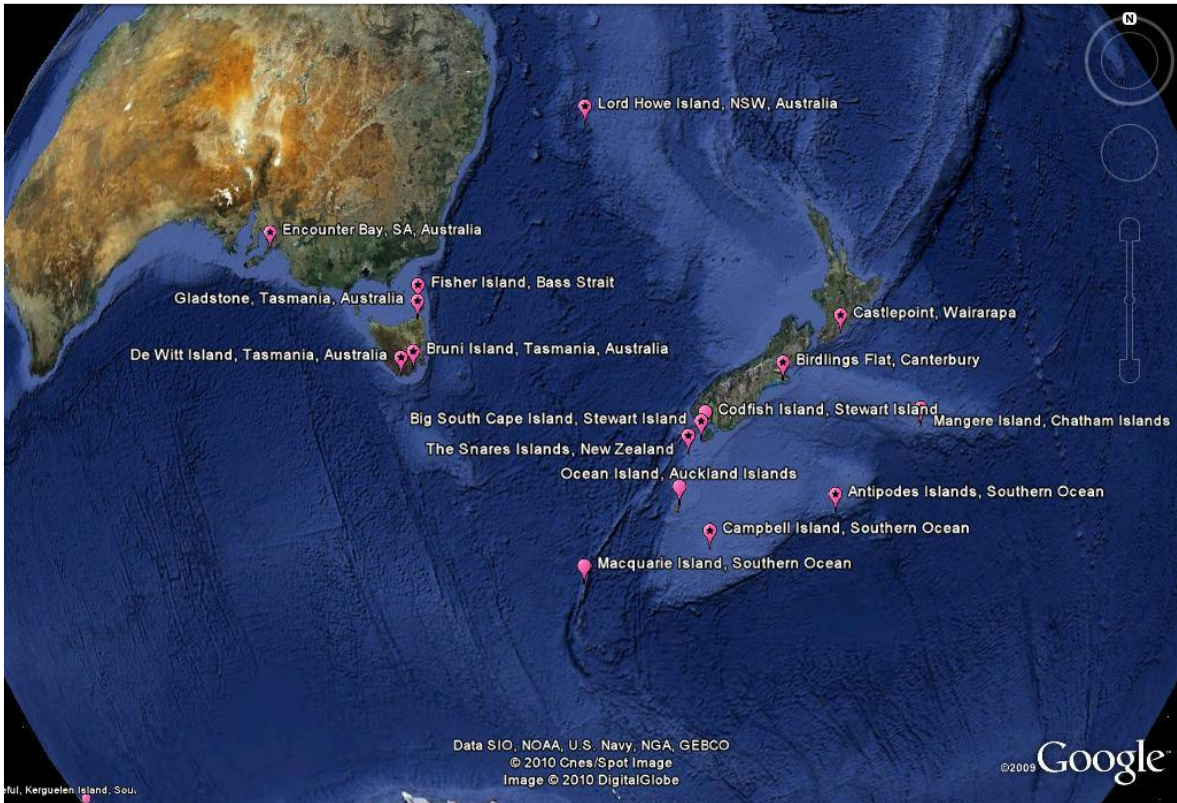 N
Lord Howe Island, NSW, Australia
Encounter Bay, SA, Australia
Fisher Island, Bass Strait
Gladstone, Tasmania, Australia
Castlepoint, Wairarapa
Bruni Island, Tasmania, Australia
De Witt Island, Tasmania, Australia
Birdlings Flat, Canterbury
Codfish Island, Stewart Island
Big South Cape Island, Stewart Island
Mangere Island, Chatham Islands
The Snares Islands, New Zealand
Ocean Island, Auckland Islands
Antipodes Islands, Southern Ocean
Campbell Island, Southern Ocean
Macquarie Island, Southern Ocean
Data SIO, NOAA, U.S. Navy, NGA, GEBCO
© 2010 Cnes/Spot Image
Image © 2010 DigitalGlobe
©2009 Google
eful, Kerguelen Island, Sou